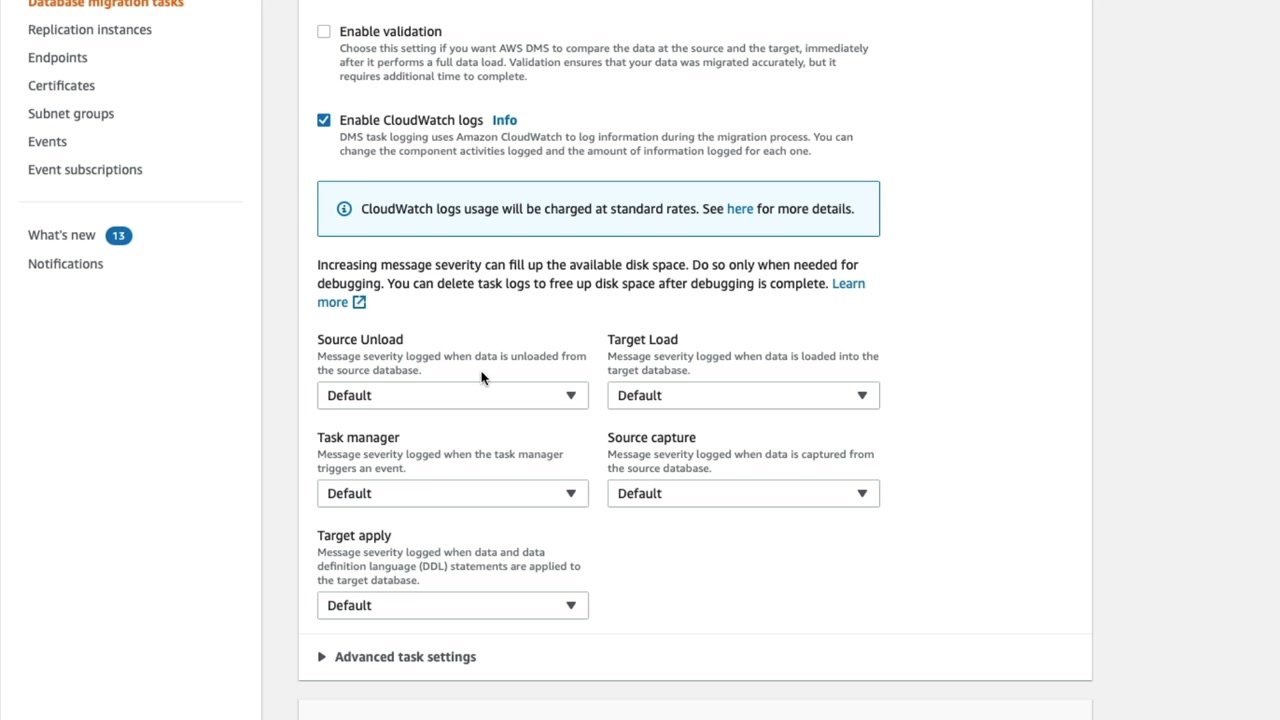 Database migration tasks
Replication instances
Endpoints
Certificates
Subnet groups
Events
Event subscriptions
What's new 13
Notifications
Enable validation
Choose this setting if you want AWS DMS to compare the data at the source and the target, immediately
after it performs a full data load. Validation ensures that your data was migrated accurately, but it
requires additional time to complete.
Enable CloudWatch logs Info
DMS task logging uses Amazon CloudWatch to log information during the migration process. You can
change the component activities logged and the amount of information logged for each one.
CloudWatch logs usage will be charged at standard rates. See here for more details.
Increasing message severity can fill up the available disk space. Do so only when needed for
debugging. You can delete task logs to free up disk space after debugging is complete. Learn
more
Source Unload
Message severity logged when data is unloaded from
the source database.
Default
Target Load
Message severity logged when data is loaded into the
target database.
Default
Task manager
Message severity logged when the task manager
triggers an event.
Default
Source capture
Message severity logged when data is captured from
the source database.
Default
Target apply
Message severity logged when data and data
definition language (DDL) statements are applied to
the target database.
Default
Advanced task settings